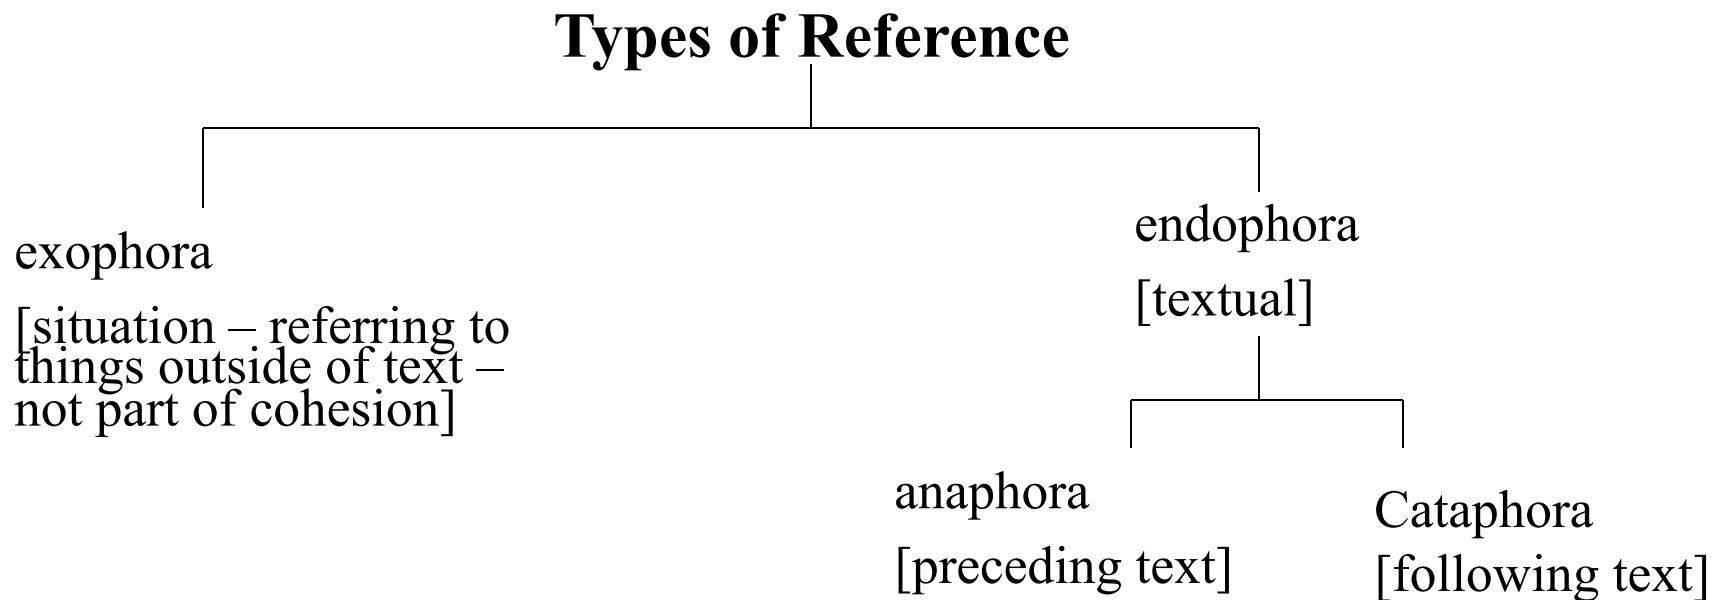 Types of Reference
exophora
[situation – referring to
things outside of text –
not part of cohesion]
endophora
[textual]
anaphora
[preceding text]
Cataphora
[following text]